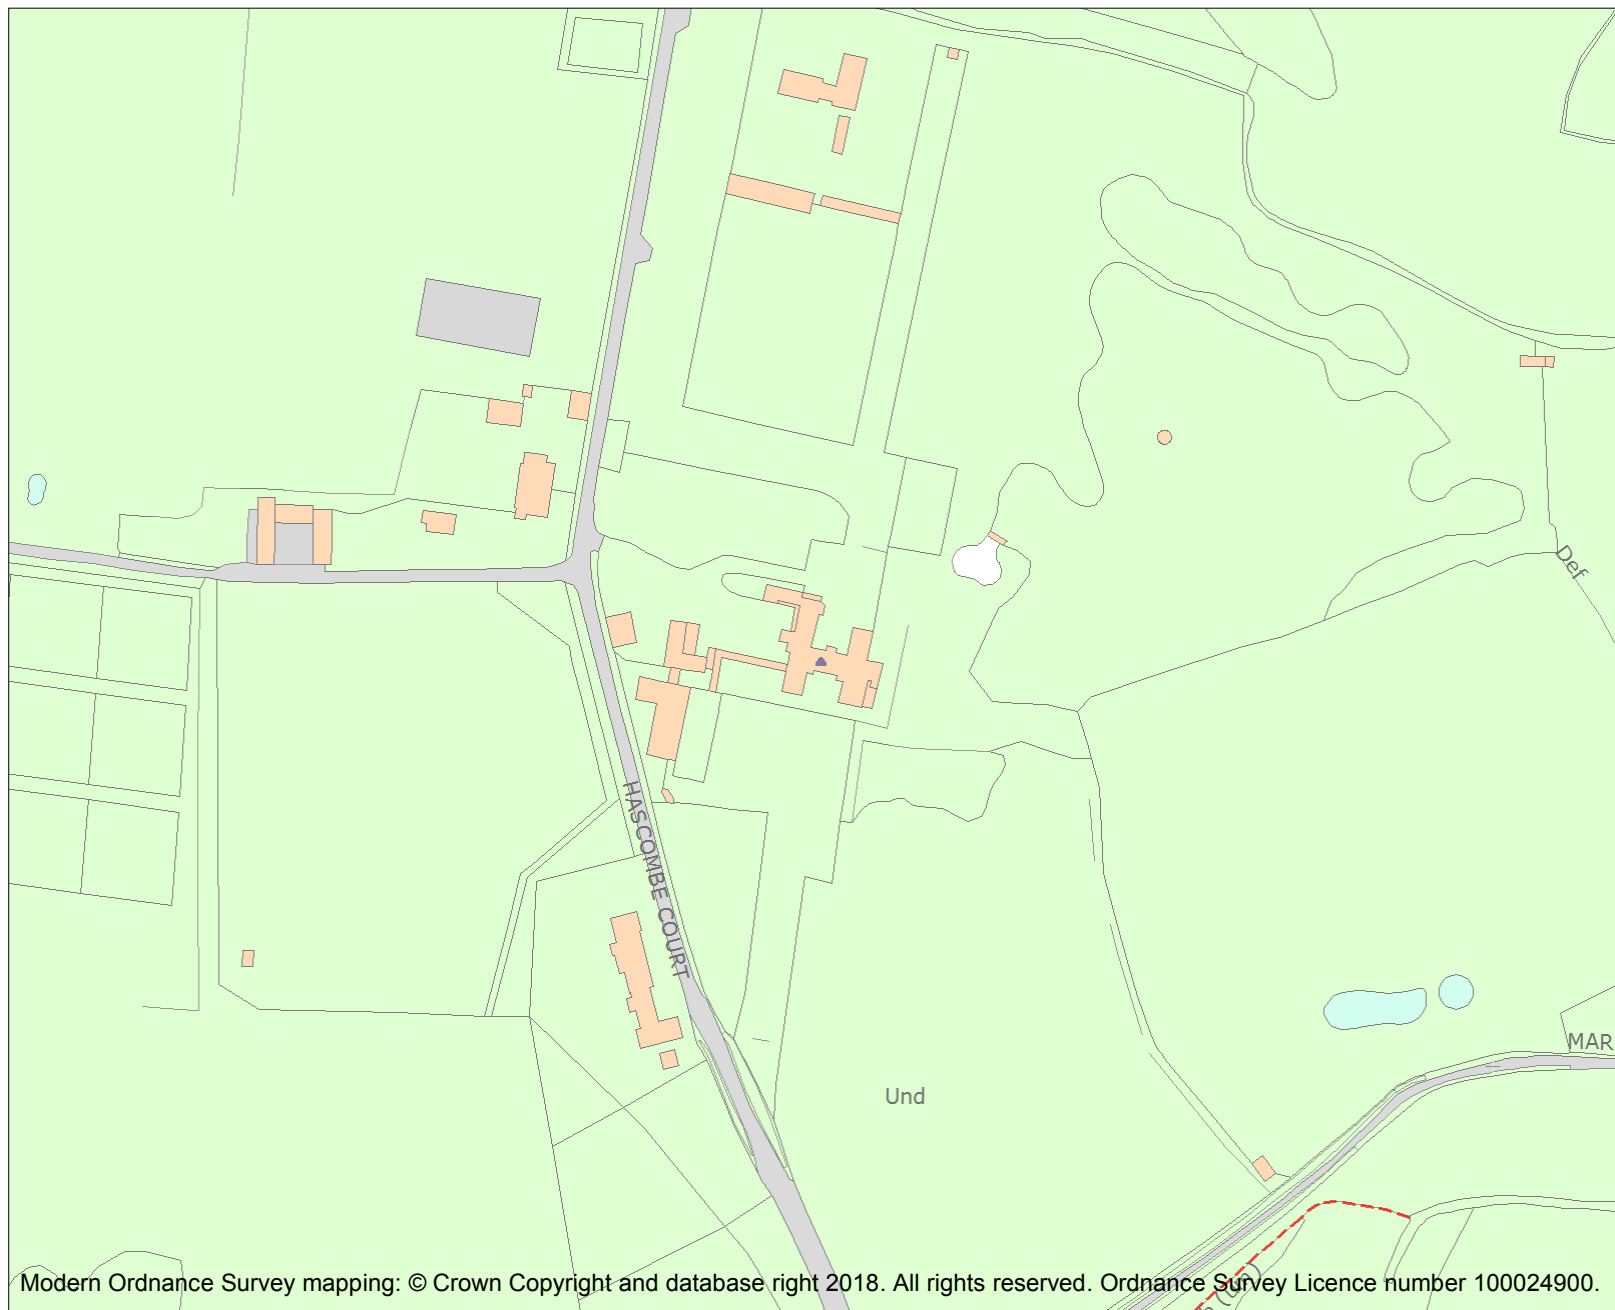 Def
HASCOMBE COURT
MAR
Und
(um)
Modern Ordnance Survey mapping: © Crown Copyright and database right 2018. All rights reserved. Ordnance Survey Licence number 100024900.